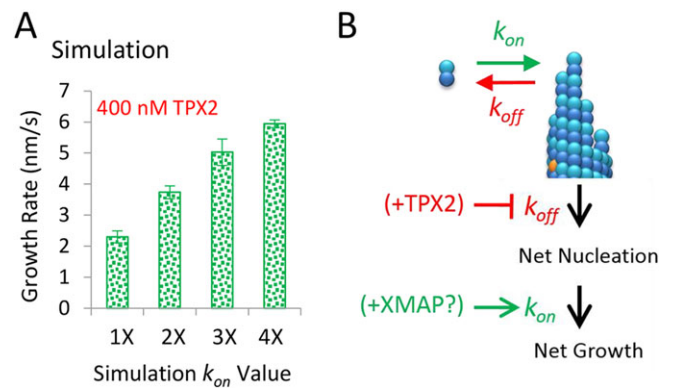 A
Simulation
Growth Rate (nm/s)
7
6
5
4
3
2
1
0
400 nM TPX2
1X 2X 3X 4X
Simulation kon Value
B
kon
koff
(+TPX2) koff
Net Nucleation
(+XMAP?) kon
Net Growth